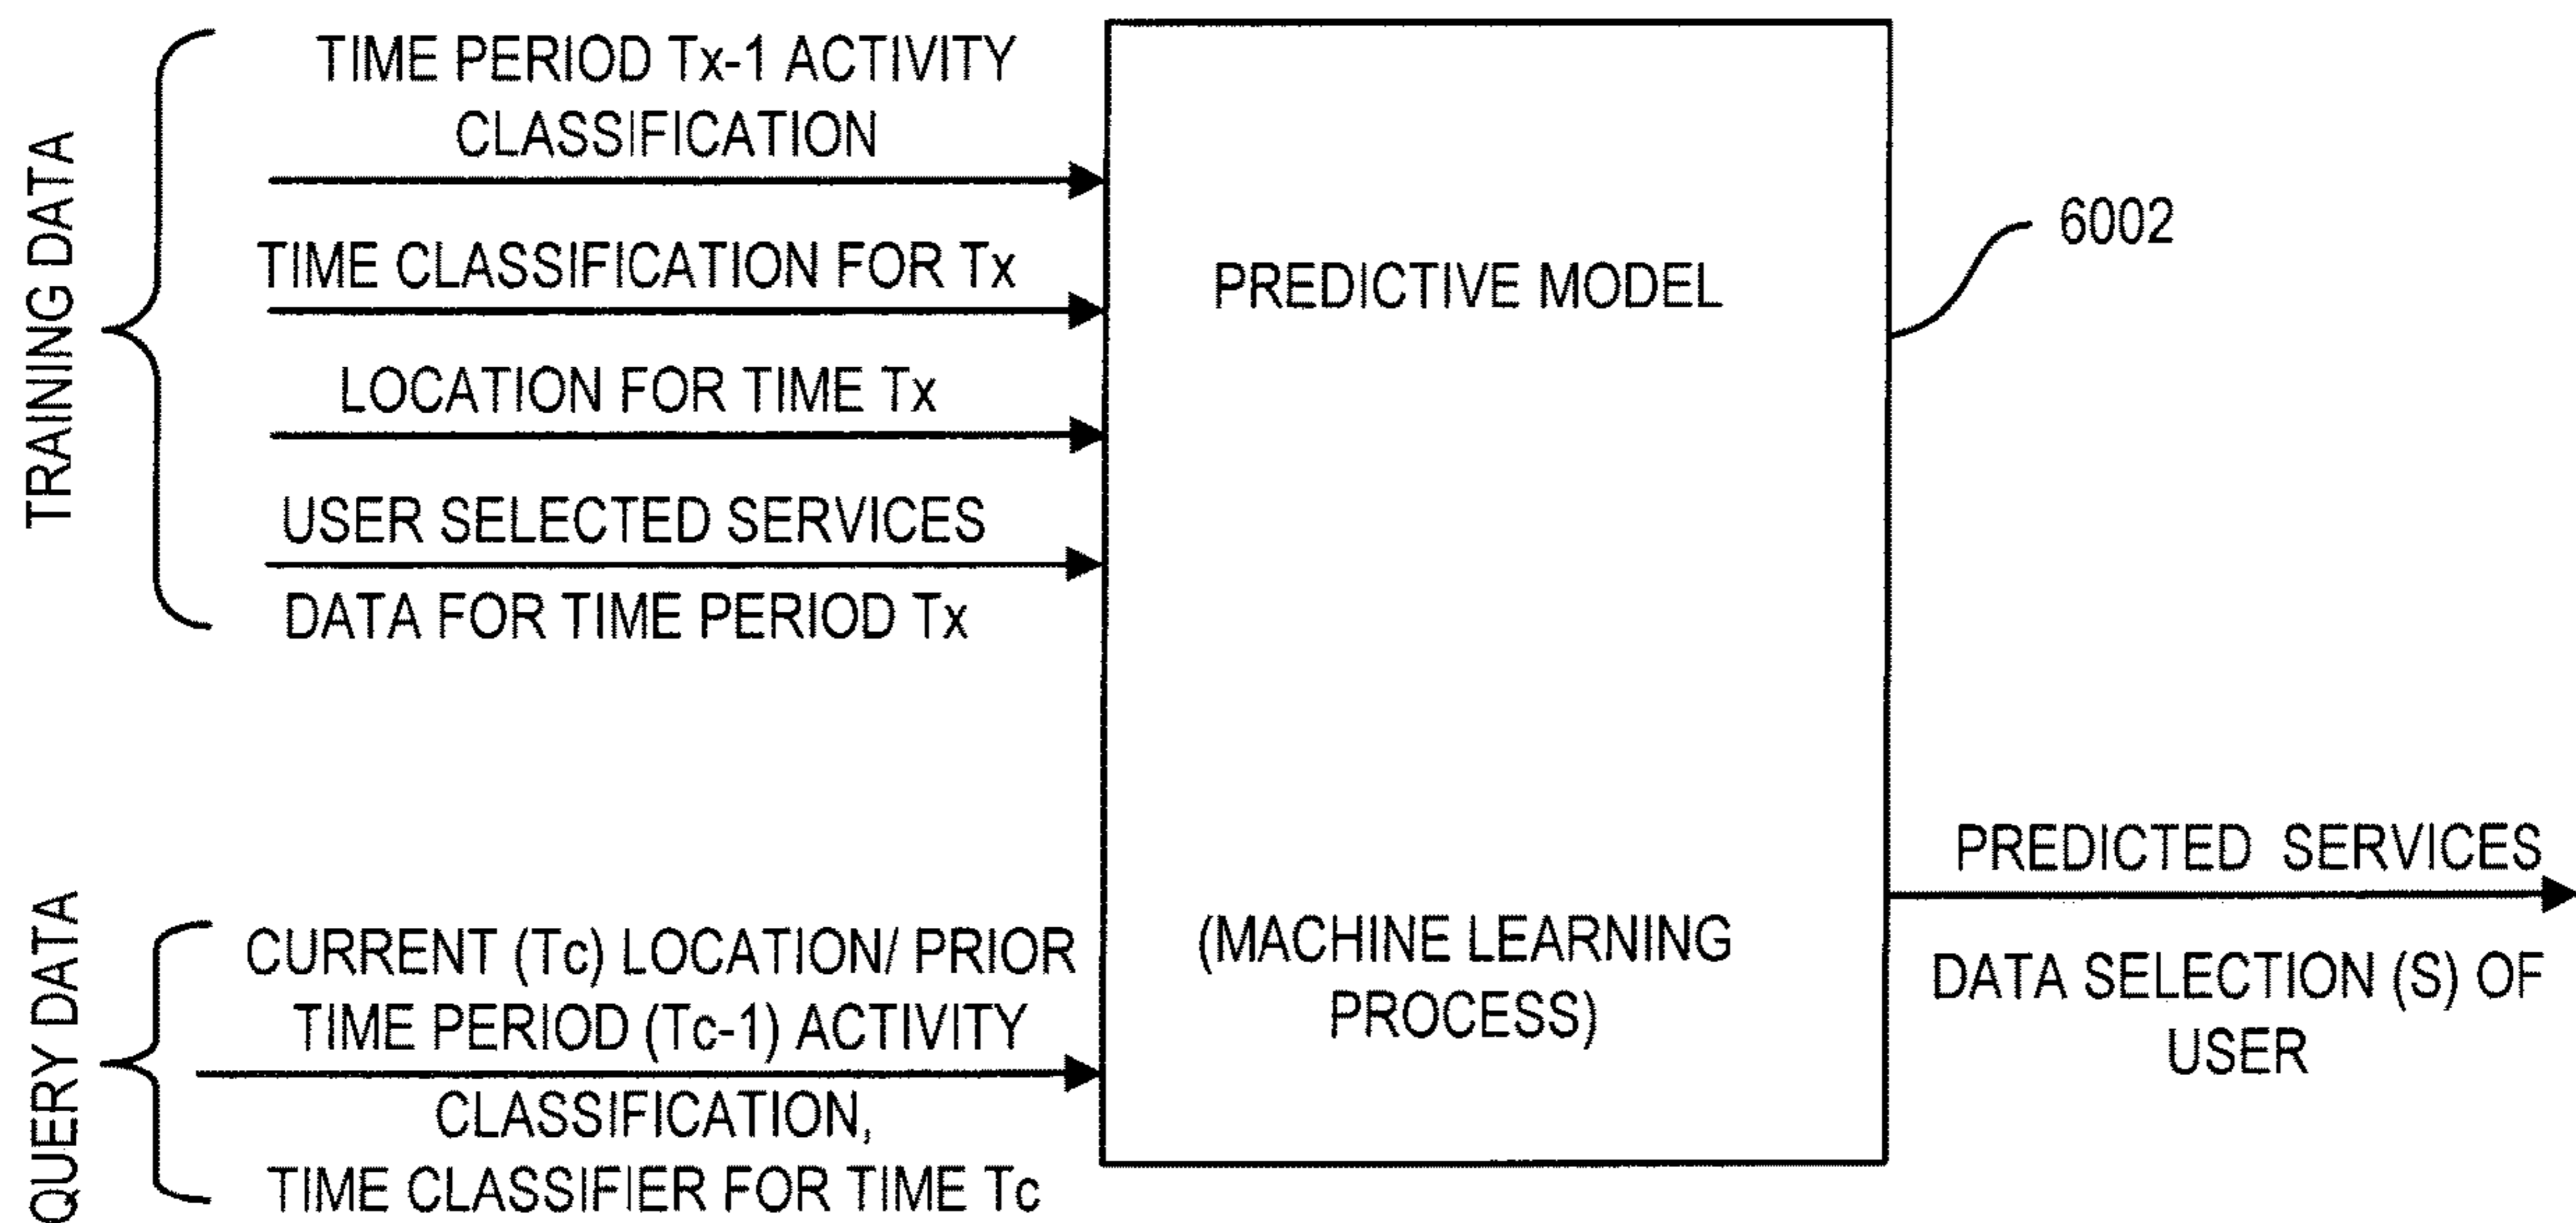 TRAINING DATA
TIME PERIOD Tx-1 ACTIVITY
CLASSIFICATION
TIME CLASSIFICATION FOR Tx
LOCATION FOR TIME Tx
USER SELECTED SERVICES
DATA FOR TIME PERIOD Tx
PREDICTIVE MODEL
6002
QUERY DATA
CURRENT (Tc) LOCATION/ PRIOR
TIME PERIOD (Tc-1) ACTIVITY
CLASSIFICATION,
TIME CLASSIFIER FOR TIME Tc
(MACHINE LEARNING
PROCESS)
PREDICTED SERVICES
DATA SELECTION (S) OF
USER